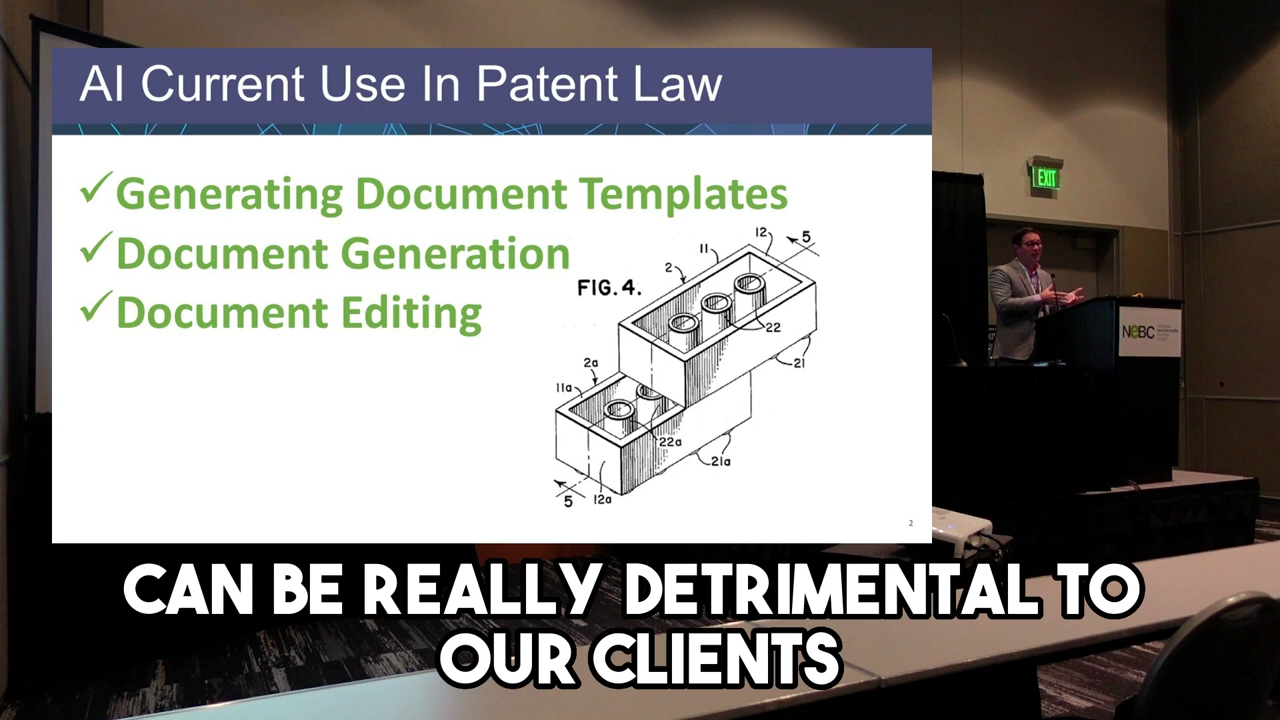 AI Current Use In Patent Law
✓Generating Document Templates
✓Document Generation
✓Document Editing
FIG. 4.
12
5
11
2
22
21
2a
11a
22a
21a
12a
5
2
EXIT
NeBC
CAN BE REALLY DETRIMENTAL TO
OUR CLIENTS